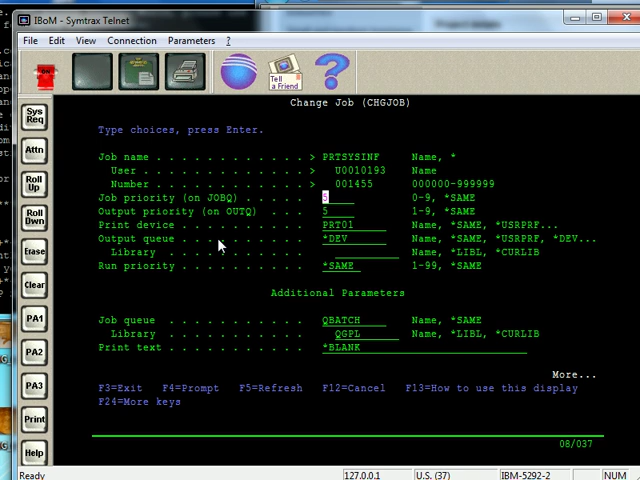 IBoM - Symtrax Telnet
File Edit View Connection Parameters ?
Tell a Friend
Sys Req
Attn
Roll Up
Roll Dwn
Erase
Clear
PA1
PA2
PA3
Print
Help
Change Job (CHGJOB)
Type choices, press Enter.
Job name . . . . . . . . . . . . > PRTSYSINF Name, *
User . . . . . . . . . . . . . > U0010193 Name
Number . . . . . . . . . . . . > 001455 000000-999999
Job priority (on JOBQ) . . . . . 5 0-9, *SAME
Output priority (on OUTQ) . . . 5 1-9, *SAME
Print device . . . . . . . . . . PRT01 Name, *SAME, *USRPRF...
Output queue . . . . . . . . . . *DEV Name, *SAME, *USRPRF, *DEV...
Library . . . . . . . . . . . Name, *LIBL, *CURLIB
Run priority . . . . . . . . . . *SAME 1-99, *SAME
Additional Parameters
Job queue . . . . . . . . . . . QBATCH Name, *SAME
Library . . . . . . . . . . . QGPL Name, *LIBL, *CURLIB
Print text . . . . . . . . . . . *BLANK
More...
F3=Exit F4=Prompt F5=Refresh F12=Cancel F13=How to use this display
F24=More keys
08/037
Ready 127.0.0.1 U.S. (37) IBM-5292-2 NUM